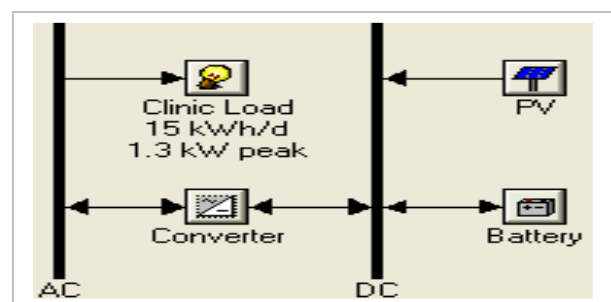 Clinic Load
15 kWh/d
1.3 kW peak
PV
Converter
Battery
AC
DC